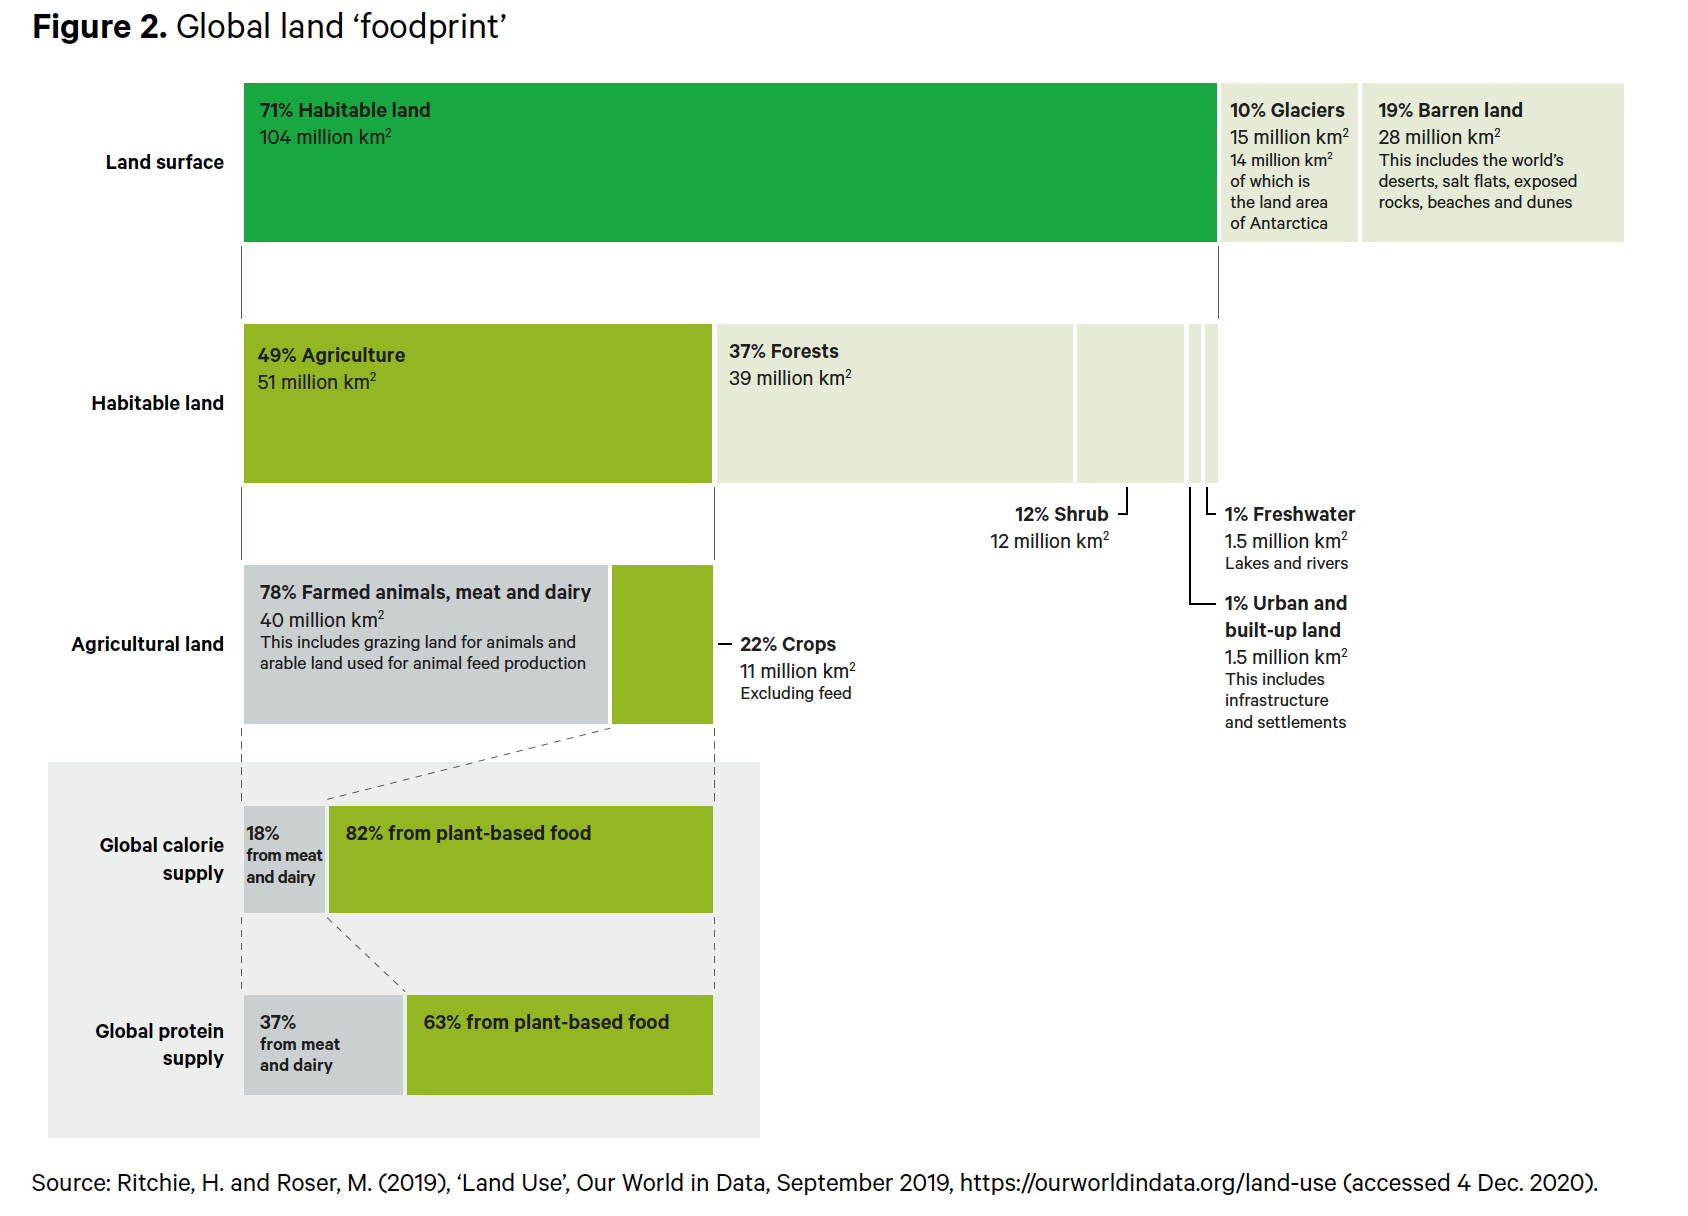 Figure 2. Global land ‘foodprint’
Land surface
71% Habitable land
104 million km²
10% Glaciers
15 million km²
14 million km²
of which is
the land area
of Antarctica
19% Barren land
28 million km²
This includes the world’s
deserts, salt flats, exposed
rocks, beaches and dunes
Habitable land
49% Agriculture
51 million km²
37% Forests
39 million km²
12% Shrub
12 million km²
1% Freshwater
1.5 million km²
Lakes and rivers
1% Urban and
built-up land
1.5 million km²
This includes
infrastructure
and settlements
Agricultural land
78% Farmed animals, meat and dairy
40 million km²
This includes grazing land for animals and
arable land used for animal feed production
22% Crops
11 million km²
Excluding feed
Global calorie
supply
18%
from meat
and dairy
82% from plant-based food
Global protein
supply
37%
from meat
and dairy
63% from plant-based food
Source: Ritchie, H. and Roser, M. (2019), ‘Land Use’, Our World in Data, September 2019, https://ourworldindata.org/land-use (accessed 4 Dec. 2020).